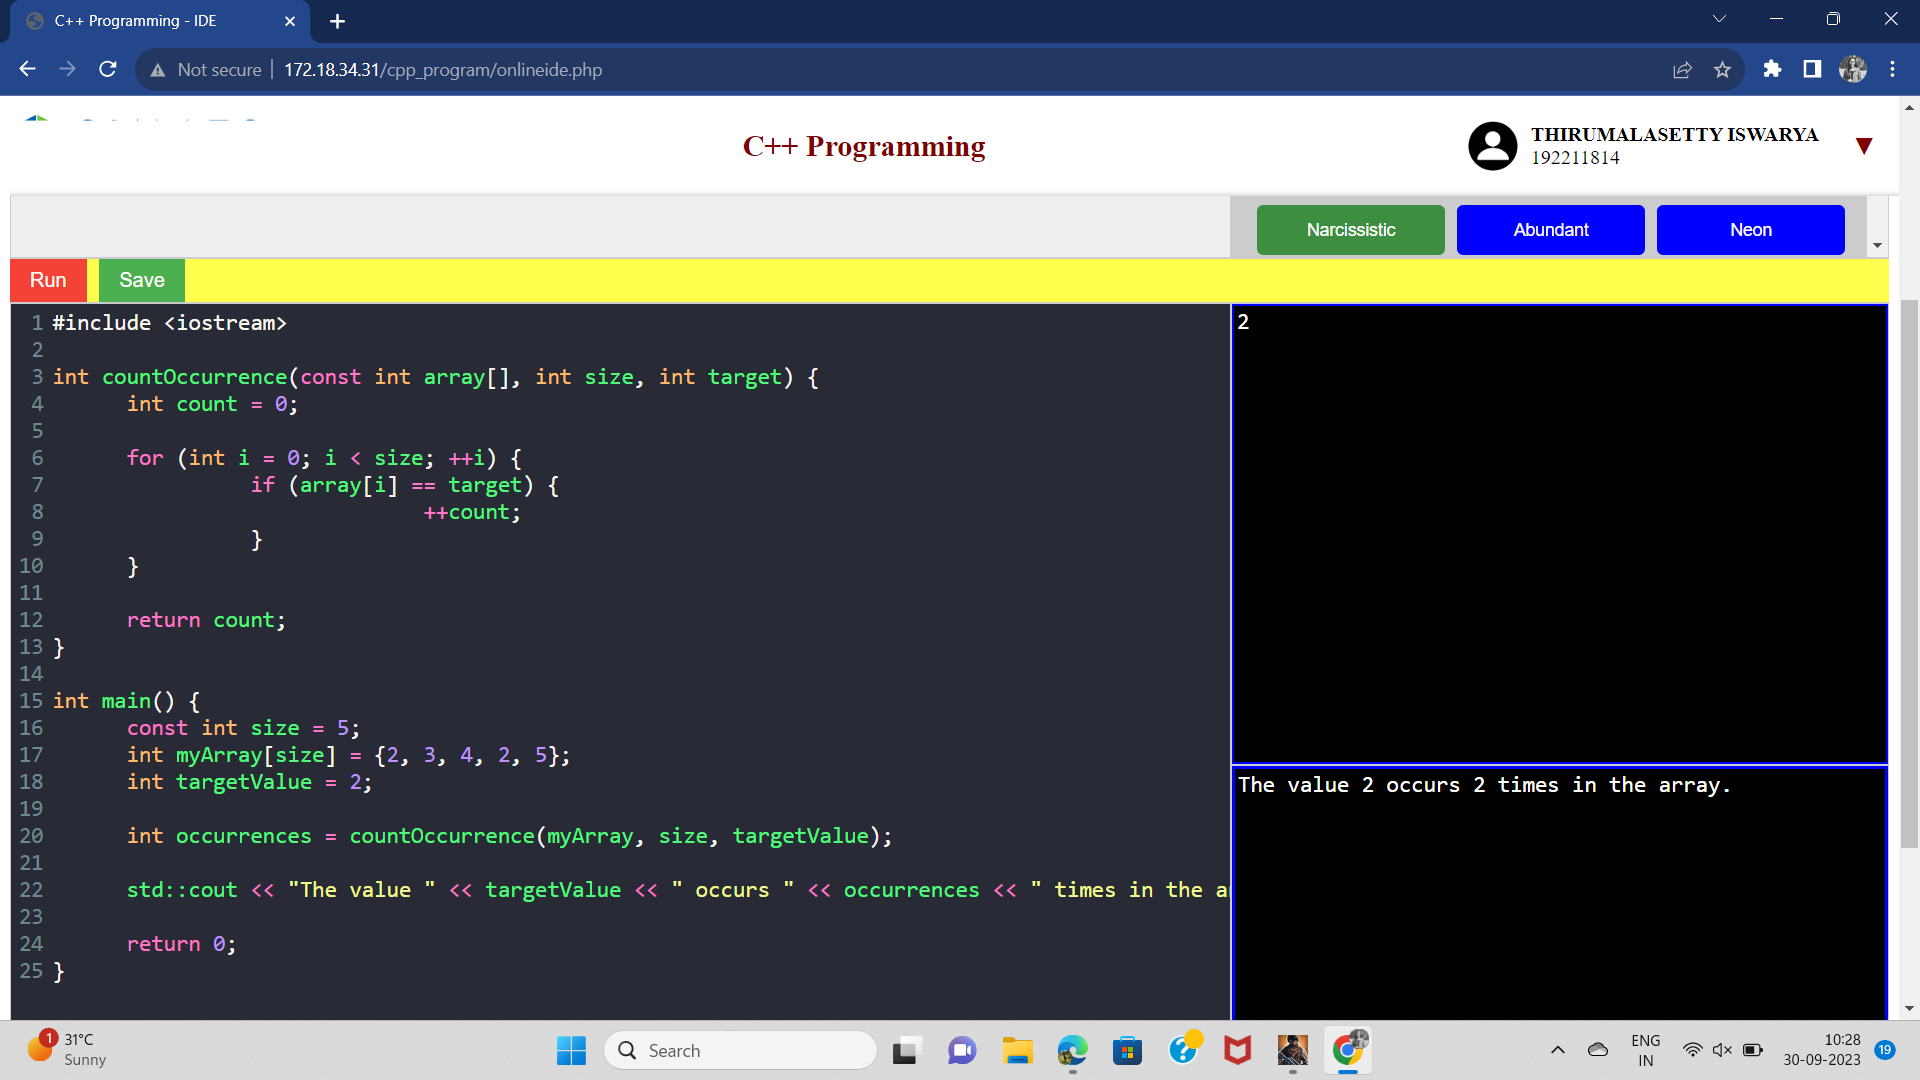 C++ Programming - IDE
Not secure
172.18.34.31/cpp_program/onlineide.php
C++ Programming
THIRUMALASETTY ISWARYA
192211814
Narcissistic
Abundant
Neon
Run
Save
1 #include <iostream>
2
3 int countOccurrence(const int array[], int size, int target) {
4 int count = 0;
5
6 for (int i = 0; i < size; ++i) {
7 if (array[i] == target) {
8 ++count;
9 }
10 }
11
12 return count;
13 }
14
15 int main() {
16 const int size = 5;
17 int myArray[size] = {2, 3, 4, 2, 5};
18 int targetValue = 2;
19
20 int occurrences = countOccurrence(myArray, size, targetValue);
21
22 std::cout << "The value " << targetValue << " occurs " << occurrences << " times in the a
23
24 return 0;
25 }
2
The value 2 occurs 2 times in the array.
1
31°C
Sunny
Search
ENG
IN
10:28
30-09-2023
19